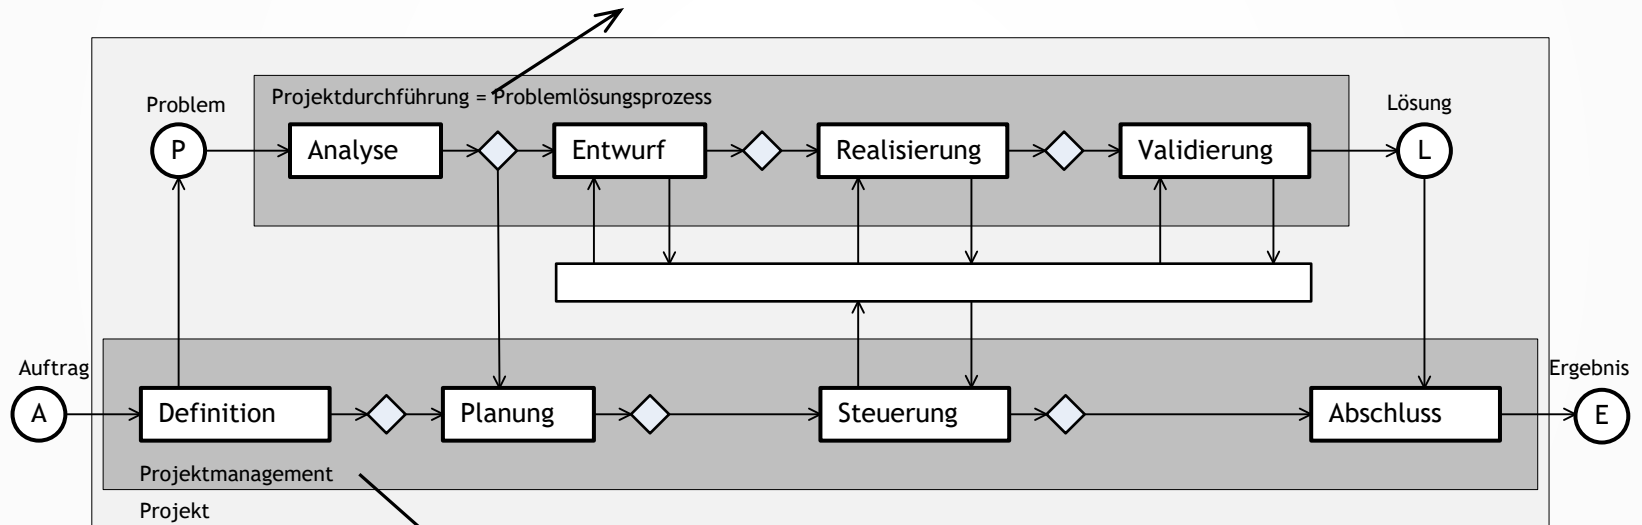 Projektdurchführung = Problemlösungsprozess
Problem
Lösung
P
Analyse
Entwurf
Realisierung
Validierung
L
Auftrag
Ergebnis
A
Definition
Planung
Steuerung
Abschluss
E
Projektmanagement
Projekt